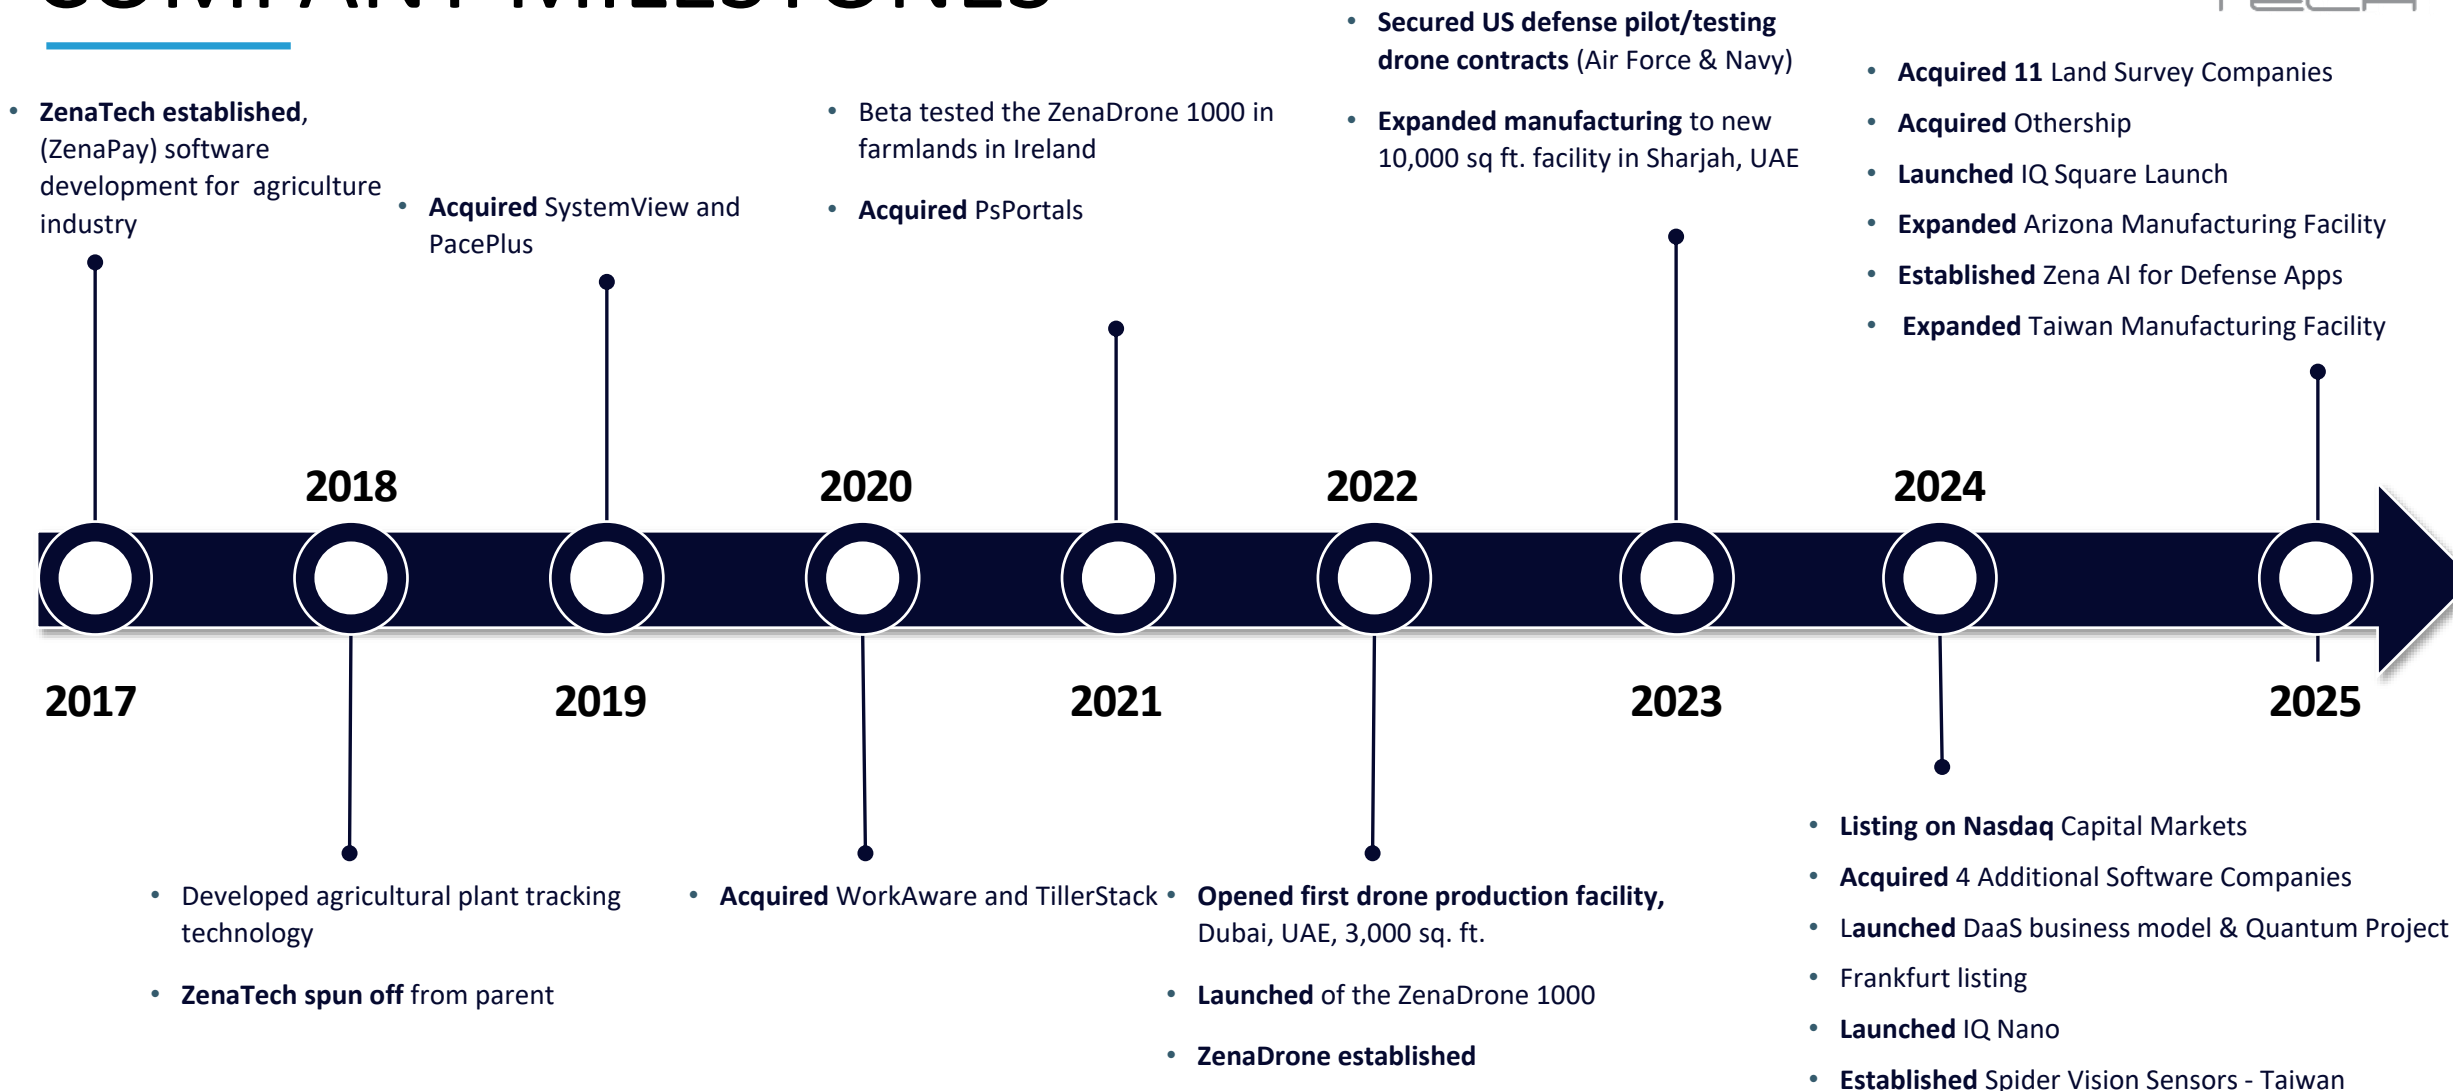 COMPANY MILESTONES
TECH
• ZenaTech established,
(ZenaPay) software
development for agriculture
industry
• Acquired SystemView and
PacePlus
• Beta tested the ZenaDrone 1000 in
farmlands in Ireland
• Acquired PsPortals
• Secured US defense pilot/testing
drone contracts (Air Force & Navy)
• Expanded manufacturing to new
10,000 sq ft. facility in Sharjah, UAE
• Acquired 11 Land Survey Companies
• Acquired Othership
• Launched IQ Square Launch
• Expanded Arizona Manufacturing Facility
• Established Zena AI for Defense Apps
• Expanded Taiwan Manufacturing Facility
2018
2020
2022
2024
2017
2019
2021
2023
2025
• Developed agricultural plant tracking
technology
• ZenaTech spun off from parent
• Acquired WorkAware and TillerStack
• Opened first drone production facility,
Dubai, UAE, 3,000 sq. ft.
• Launched of the ZenaDrone 1000
• ZenaDrone established
• Listing on Nasdaq Capital Markets
• Acquired 4 Additional Software Companies
• Launched DaaS business model & Quantum Project
• Frankfurt listing
• Launched IQ Nano
• Established Spider Vision Sensors - Taiwan